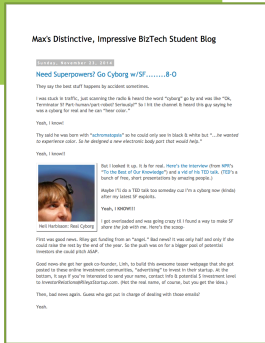 Max's Distinctive, Impressive BizTech Student Blog
Sunday, November 23, 2014
Need Superpowers? Go Cyborg w/SF........8-O
They say the best stuff happens by accident sometimes.
I was stuck in traffic, just scanning the radio & heard the word "cyborg" go by and was like "Ok,
Terminator 5? Part-human/part-robot? Seriously?" So I hit the channel & heard this guy saying he
was a cyborg for real and he can "hear color."
Yeah, I know!
They said he was born with "achromatopsia" so he could only see in black & white but "...he wanted
to experience color. So he designed a new electronic body part that would help."
Yeah, I know!!
But I looked it up. It is for real. Here's the interview (from NPR's
"To the Best of Our Knowledge") and a vid of his TED talk. (TED's a
bunch of free, short presentations by amazing people.)
Maybe I'll do a TED talk too someday cuz I'm a cyborg now (kinda)
after my latest SF exploits.
Yeah, I KNOW!!!
I got overloaded and was going crazy til I found a way to make SF
share the job with me. Here's the scoop.
Neil Harbisson: Real Cyborg
First was good news. Riley got funding from an "angel." Bad news? It was only half and only if she
could raise the rest by the end of the year. So the push was on for a bigger pool of potential
investors she could pitch ASAP.
Good news-she got her geek co-founder, Linh, to build this awesome teaser webpage that she got
posted to these online investment communities, "advertising" to invest in their startup. At the
bottom, it says if you're interested to send your name, contact info & potential $ investment level
to InvestorRelations@RileysStartup.com. (Not the real name, of course, but you get the idea.)
Then, bad news again. Guess who got put in charge of dealing with those emails?
Yeah.